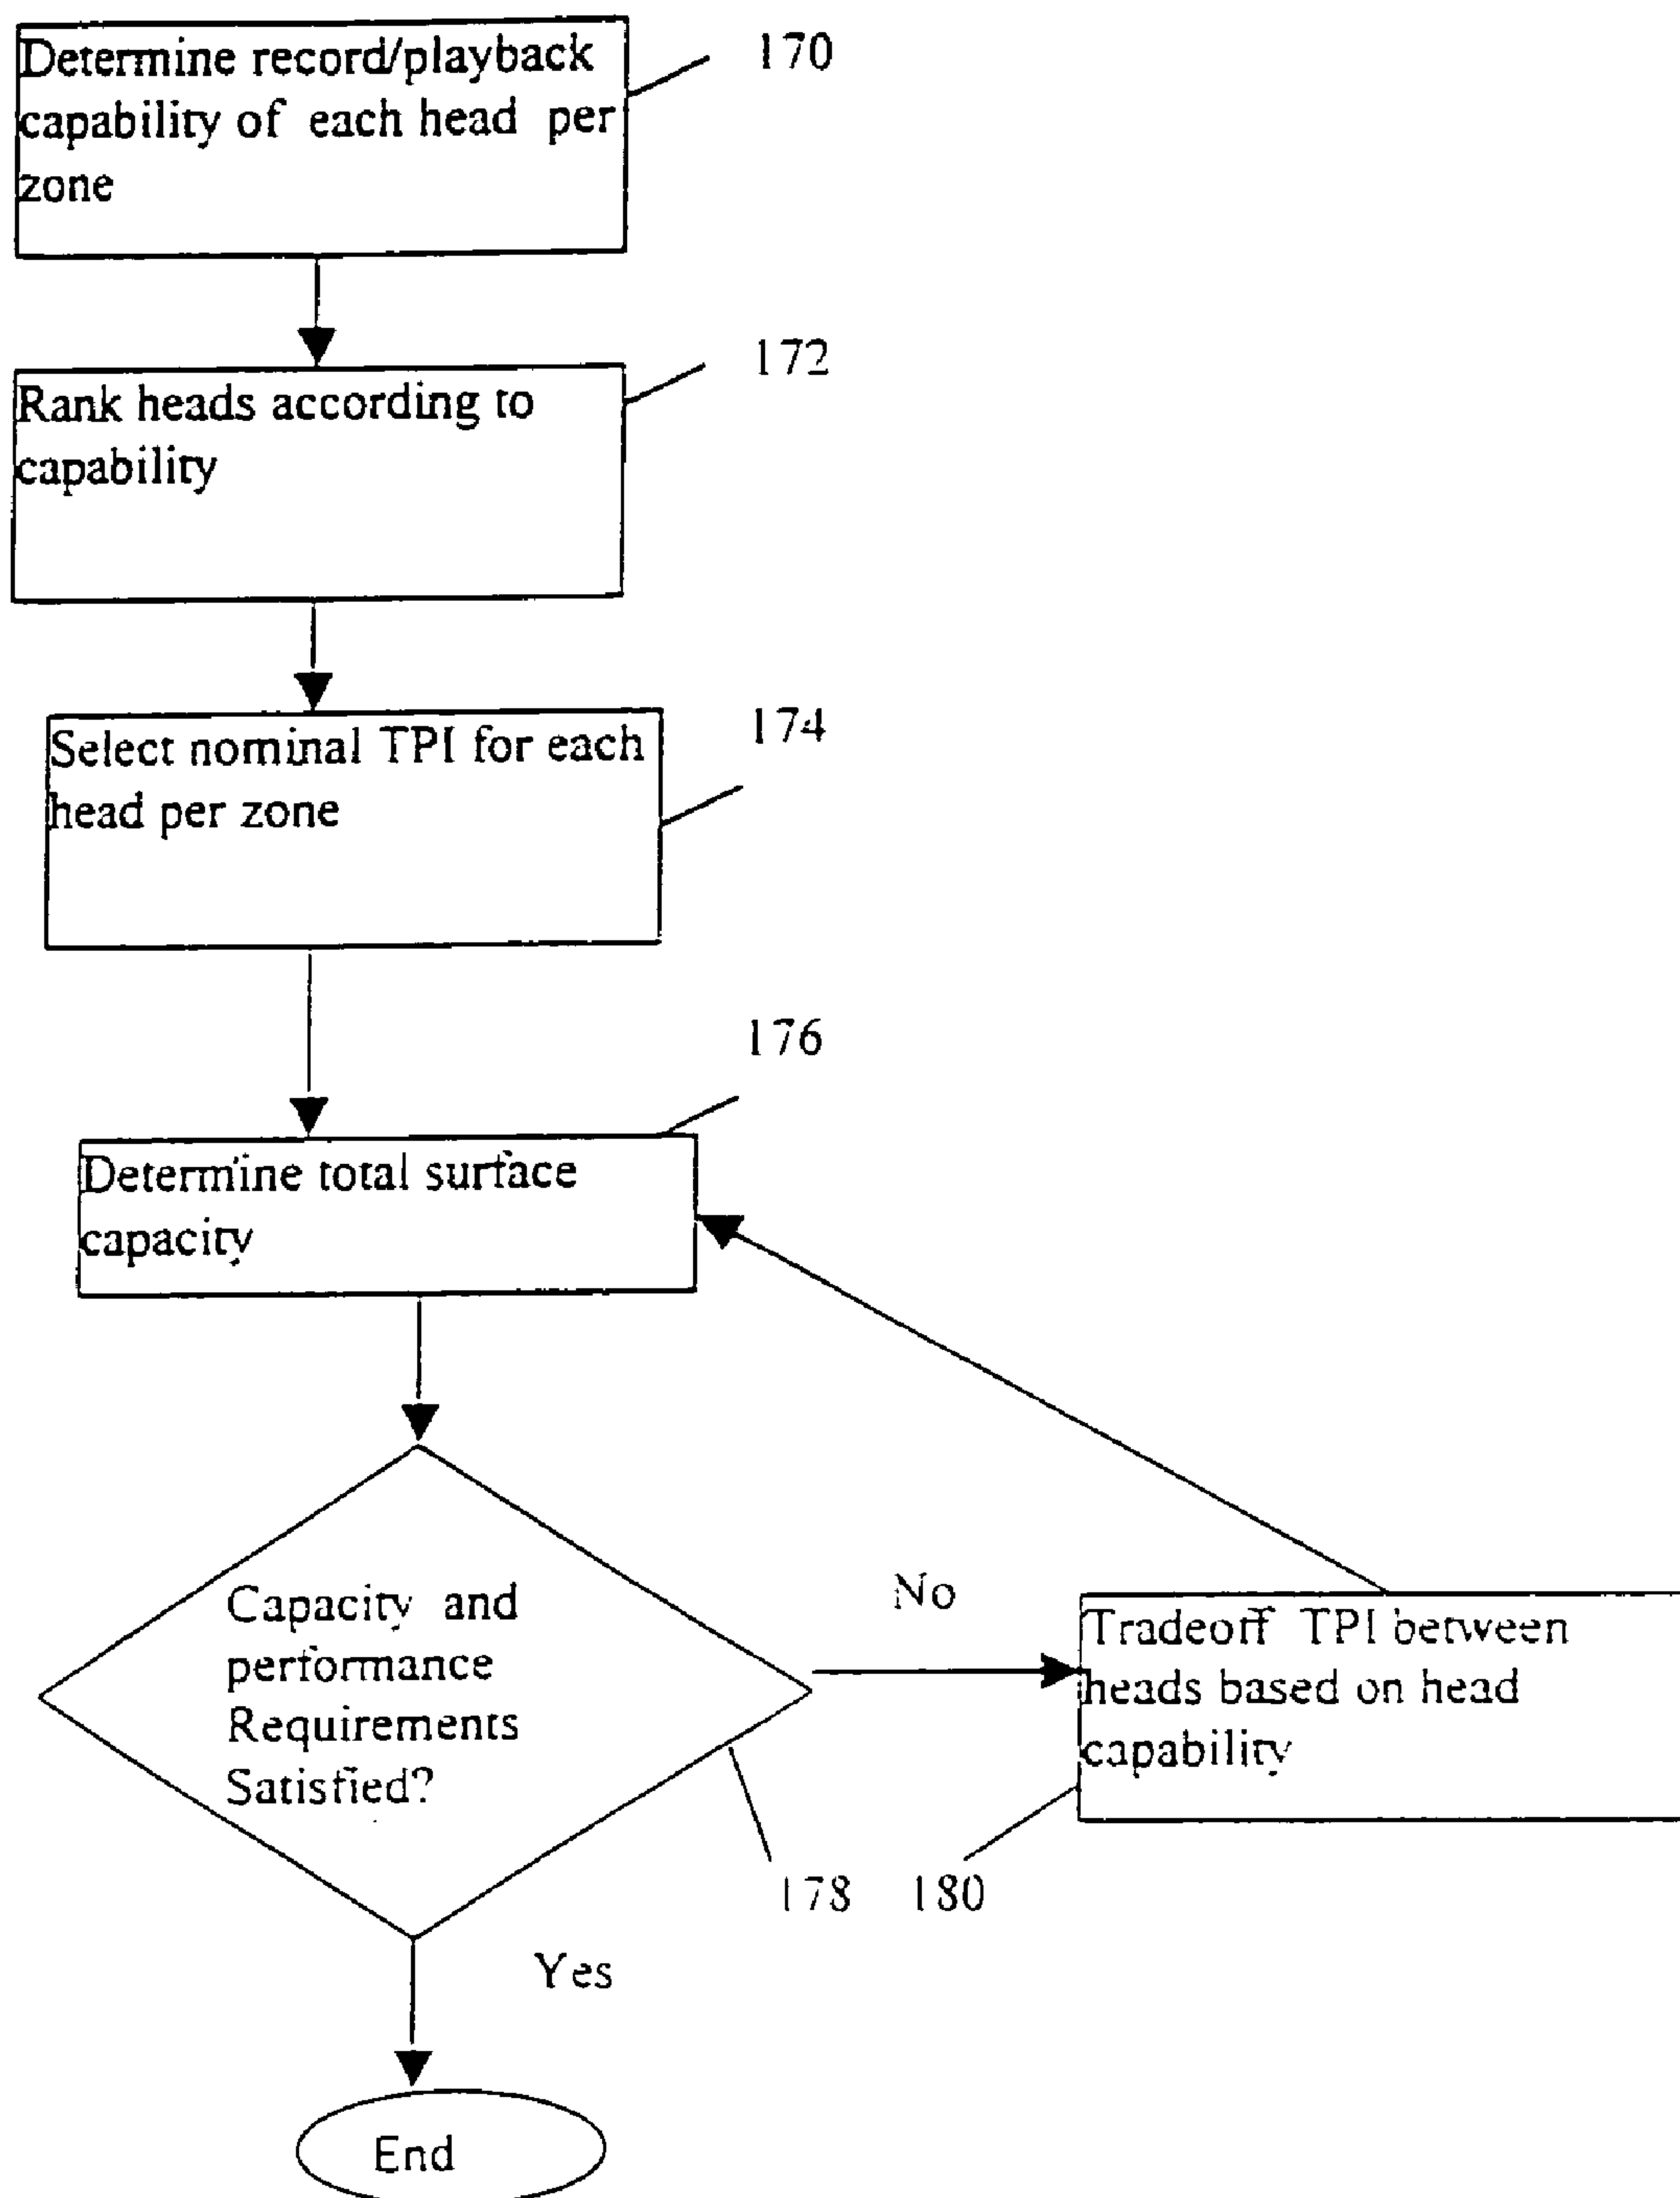 Determine record/playback
capability of each head per
zone
170
Rank heads according to
capability
172
Select nominal TPI for each
head per zone
174
176
Determine total surface
capacity
Capacity and
performance
Requirements
Satisfied?
No
Tradeoff TPI between
heads based on head
capability
178
180
Yes
End